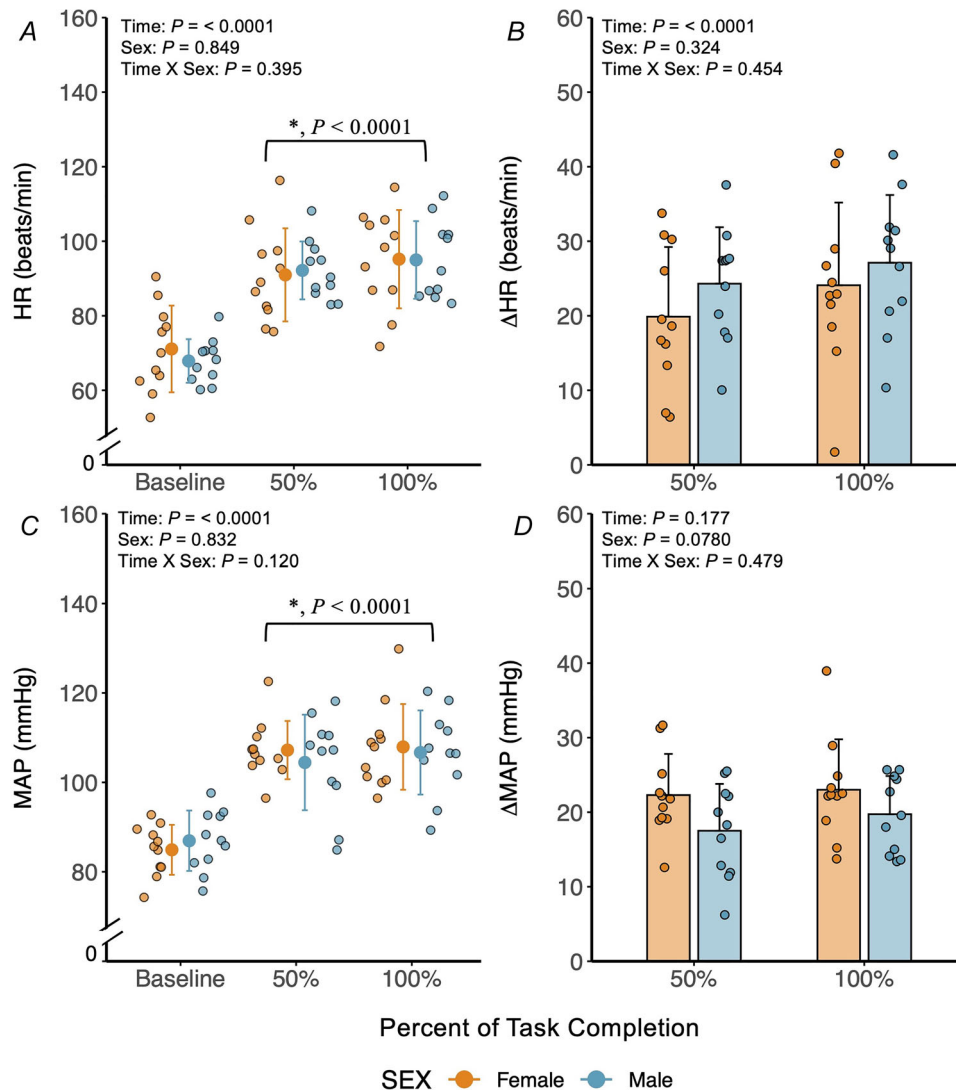 A
Time: P = < 0.0001
Sex: P = 0.849
Time X Sex: P = 0.395
*, P < 0.0001
HR (beats/min)
160
140
120
100
80
60
0
Baseline
50%
100%
B
Time: P = < 0.0001
Sex: P = 0.324
Time X Sex: P = 0.454
ΔHR (beats/min)
60
50
40
30
20
10
0
50%
100%
C
Time: P = < 0.0001
Sex: P = 0.832
Time X Sex: P = 0.120
*, P < 0.0001
MAP (mmHg)
160
140
120
100
80
0
Baseline
50%
100%
D
Time: P = 0.177
Sex: P = 0.0780
Time X Sex: P = 0.479
ΔMAP (mmHg)
60
50
40
30
20
10
0
50%
100%
Percent of Task Completion
SEX Female Male